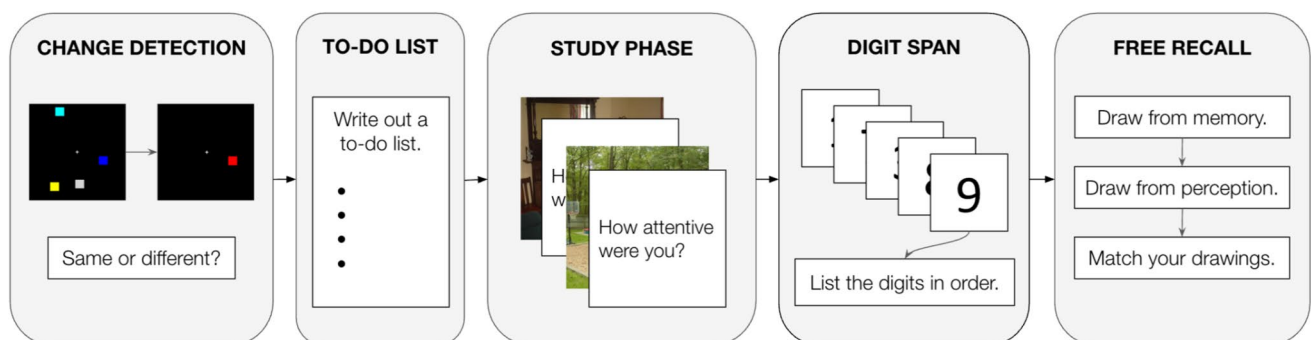 CHANGE DETECTION
Same or different?
TO-DO LIST
Write out a
to-do list.
STUDY PHASE
How attentive
were you?
DIGIT SPAN
9
List the digits in order.
FREE RECALL
Draw from memory.
Draw from perception.
Match your drawings.